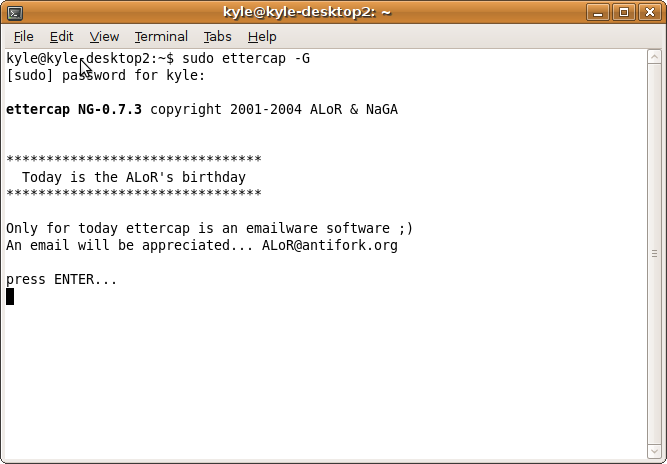 kyle@kyle-desktop2: ~
File Edit View Terminal Tabs Help
kyle@kyle-desktop2:~$ sudo ettercap -G
[sudo] password for kyle:
ettercap NG-0.7.3 copyright 2001-2004 ALoR & NaGA
********************************
Today is the ALoR's birthday
********************************
Only for today ettercap is an emailware software ;)
An email will be appreciated... ALoR@antifork.org
press ENTER...